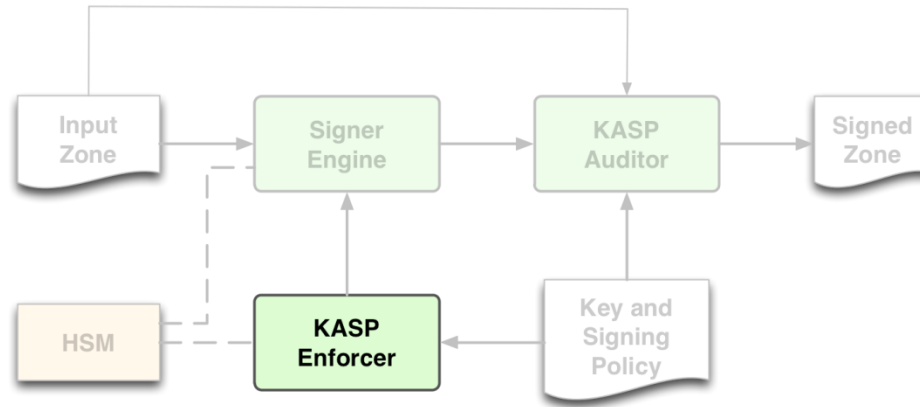 Input
Zone
Signer
Engine
KASP
Auditor
Signed
Zone
HSM
KASP
Enforcer
Key and
Signing
Policy